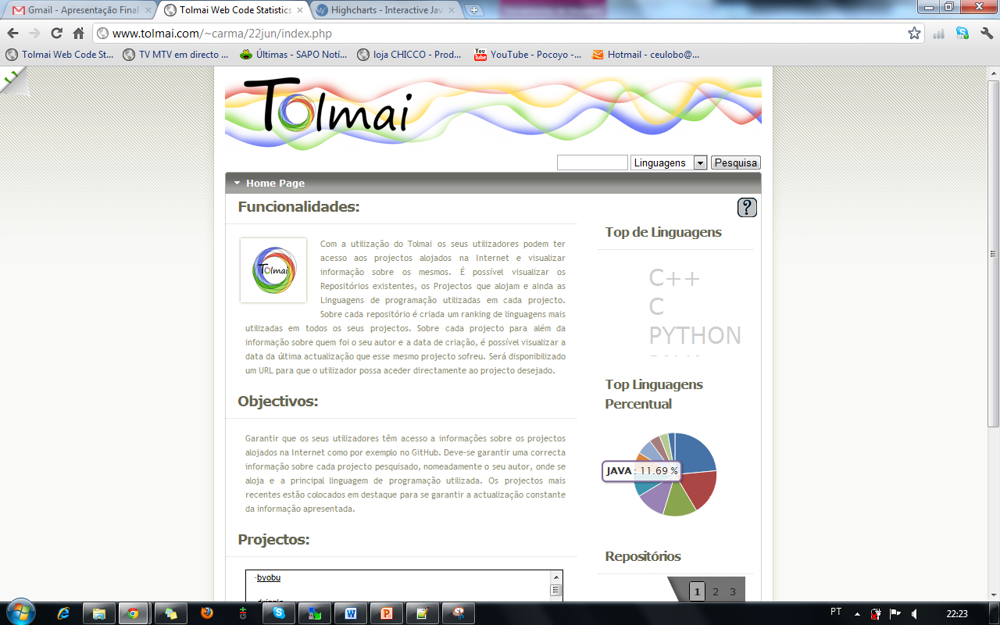 Gmail - Apresentação Final
Tolmai Web Code Statistics
Highcharts - Interactive Jav
www.tolmai.com/~carma/22jun/index.php
Tolmai Web Code St...
TV MTV em directo ...
Últimas - SAPO Notí...
loja CHICCO - Prod...
YouTube - Pocoyo -...
Hotmail - ceulobo@...
Tolmai
Linguagens
Pesquisa
Home Page
?
Funcionalidades:
Tolmai
Com a utilização do Tolmai os seus utilizadores podem ter
acesso aos projectos alojados na Internet e visualizar
informação sobre os mesmos. É possível visualizar os
Repositórios existentes, os Projectos que alojam e ainda as
Linguagens de programação utilizadas em cada projecto.
Sobre cada repositório é criada um ranking de linguagens mais
utilizadas em todos os seus projectos. Sobre cada projecto para além da
informação sobre quem foi o seu autor e a data de criação, é possível visualizar a
data da última actualização que esse mesmo projecto sofreu. Será disponibilizado
um URL para que o utilizador possa aceder directamente ao projecto desejado.
Objectivos:
Garantir que os seus utilizadores têm acesso a informações sobre os projectos
alojados na Internet como por exemplo no GitHub. Deve-se garantir uma correcta
informação sobre cada projecto pesquisado, nomeadamente o seu autor, onde se
aloja e a principal linguagem de programação utilizada. Os projectos mais
recentes estão colocados em destaque para se garantir a actualização constante
da informação apresentada.
Projectos:
-byobu
Top de Linguagens
C++
C
PYTHON
Top Linguagens
Percentual
JAVA : 11.69 %
Repositórios
1 2 3
PT
22:23